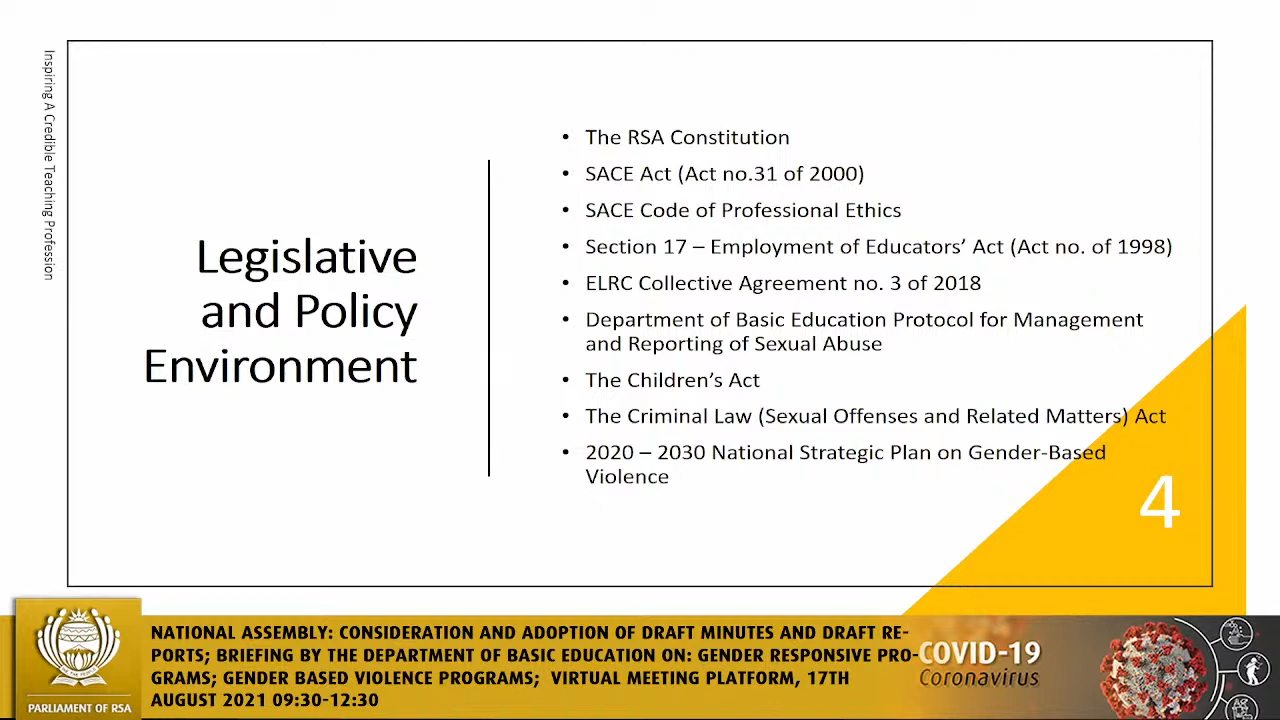 Inspiring A Credible Teaching Profession
Legislative
and Policy
Environment
• The RSA Constitution
• SACE Act (Act no.31 of 2000)
• SACE Code of Professional Ethics
• Section 17 – Employment of Educators’ Act (Act no. of 1998)
• ELRC Collective Agreement no. 3 of 2018
• Department of Basic Education Protocol for Management
and Reporting of Sexual Abuse
• The Children’s Act
• The Criminal Law (Sexual Offenses and Related Matters) Act
• 2020 – 2030 National Strategic Plan on Gender-Based
Violence
4
PARLIAMENT OF RSA
NATIONAL ASSEMBLY: CONSIDERATION AND ADOPTION OF DRAFT MINUTES AND DRAFT RE-
PORTS; BRIEFING BY THE DEPARTMENT OF BASIC EDUCATION ON: GENDER RESPONSIVE PRO-
GRAMS; GENDER BASED VIOLENCE PROGRAMS; VIRTUAL MEETING PLATFORM, 17TH
AUGUST 2021 09:30-12:30
COVID-19
Coronavirus